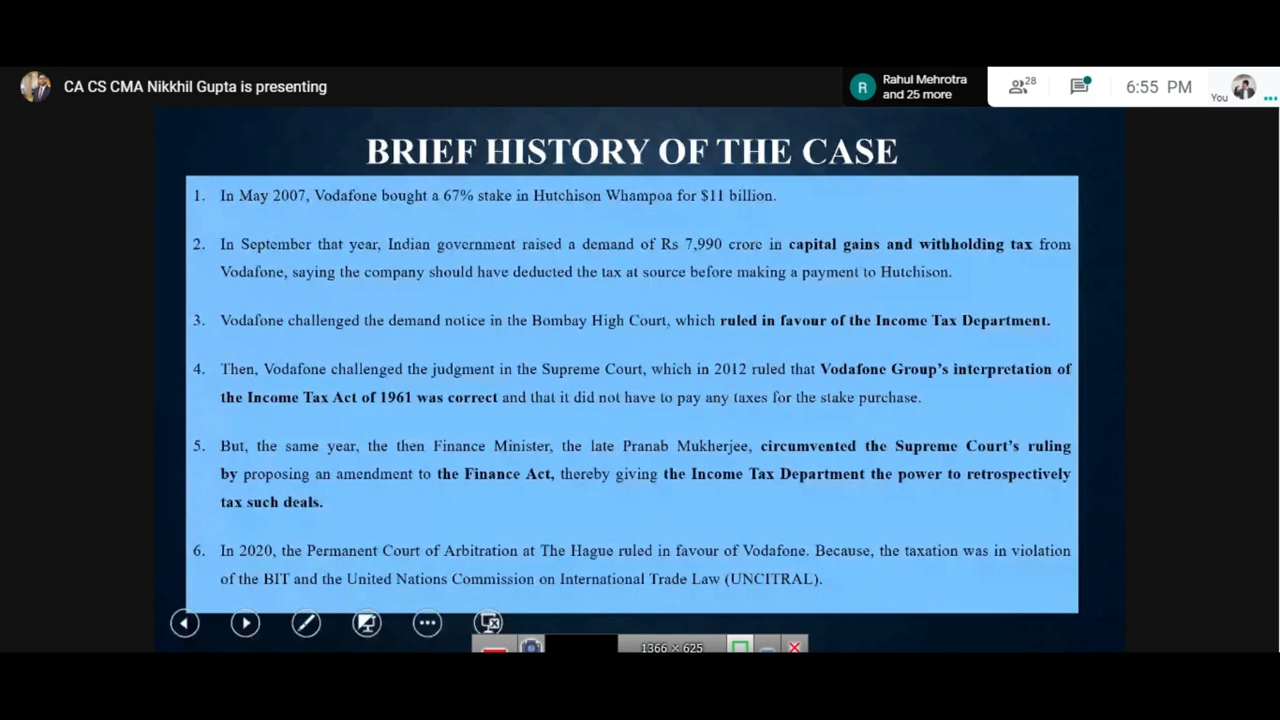 CA CS CMA Nikkhil Gupta is presenting
R
Rahul Mehrotra
and 25 more
28
6:55 PM
You
BRIEF HISTORY OF THE CASE
1. In May 2007, Vodafone bought a 67% stake in Hutchison Whampoa for $11 billion.
2. In September that year, Indian government raised a demand of Rs 7,990 crore in capital gains and withholding tax from
Vodafone, saying the company should have deducted the tax at source before making a payment to Hutchison.
3. Vodafone challenged the demand notice in the Bombay High Court, which ruled in favour of the Income Tax Department.
4. Then, Vodafone challenged the judgment in the Supreme Court, which in 2012 ruled that Vodafone Group's interpretation of
the Income Tax Act of 1961 was correct and that it did not have to pay any taxes for the stake purchase.
5. But, the same year, the then Finance Minister, the late Pranab Mukherjee, circumvented the Supreme Court's ruling
by proposing an amendment to the Finance Act, thereby giving the Income Tax Department the power to retrospectively
tax such deals.
6. In 2020, the Permanent Court of Arbitration at The Hague ruled in favour of Vodafone. Because, the taxation was in violation
of the BIT and the United Nations Commission on International Trade Law (UNCITRAL).
1366 × 625